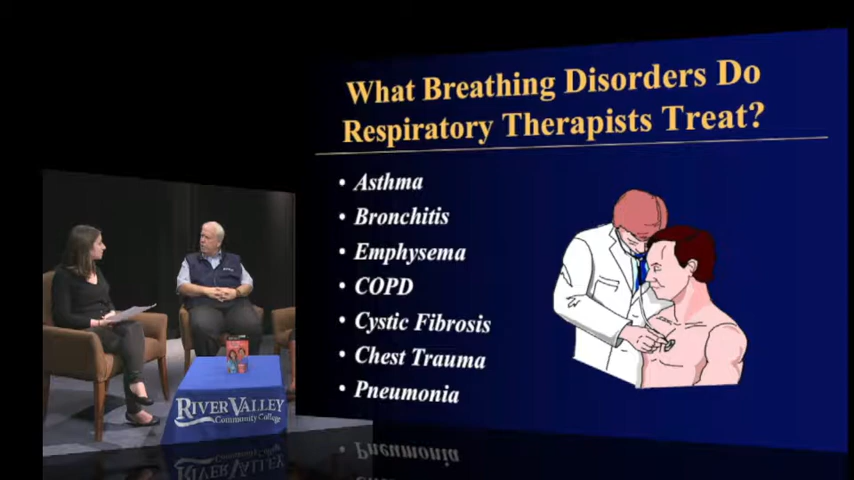 What Breathing Disorders Do
Respiratory Therapists Treat?
• Asthma
• Bronchitis
• Emphysema
• COPD
• Cystic Fibrosis
• Chest Trauma
• Pneumonia
RIVER VALLEY
Community College